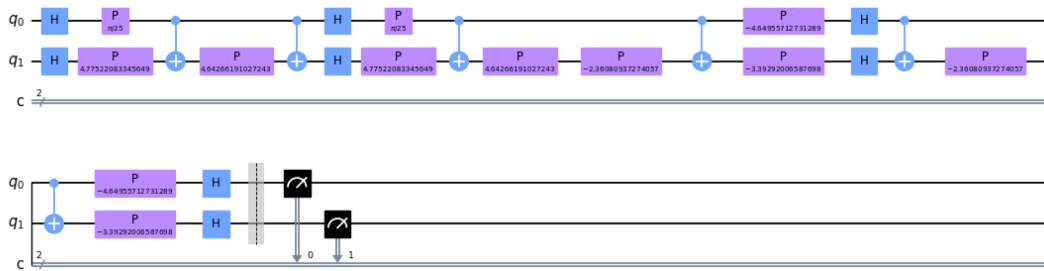 q0 H P π/25 H P π/25 P −4.64955712731289 H
q1 H P 4.77522083345649 P 4.64266191027243 H P 4.77522083345649 P 4.64266191027243 P −2.36080937274057 P −3.39292006587698 H P −2.36080937274057
c 2
q0 P −4.64955712731289 H
q1 P −3.39292006587698 H
c 2 0 1